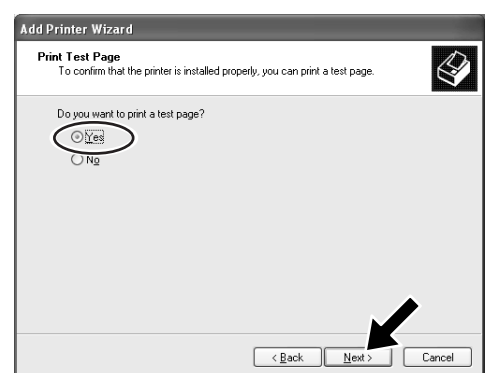 Add Printer Wizard
Print Test Page
To confirm that the printer is installed properly, you can print a test page.
Do you want to print a test page?
Yes
No
< Back
Next >
Cancel